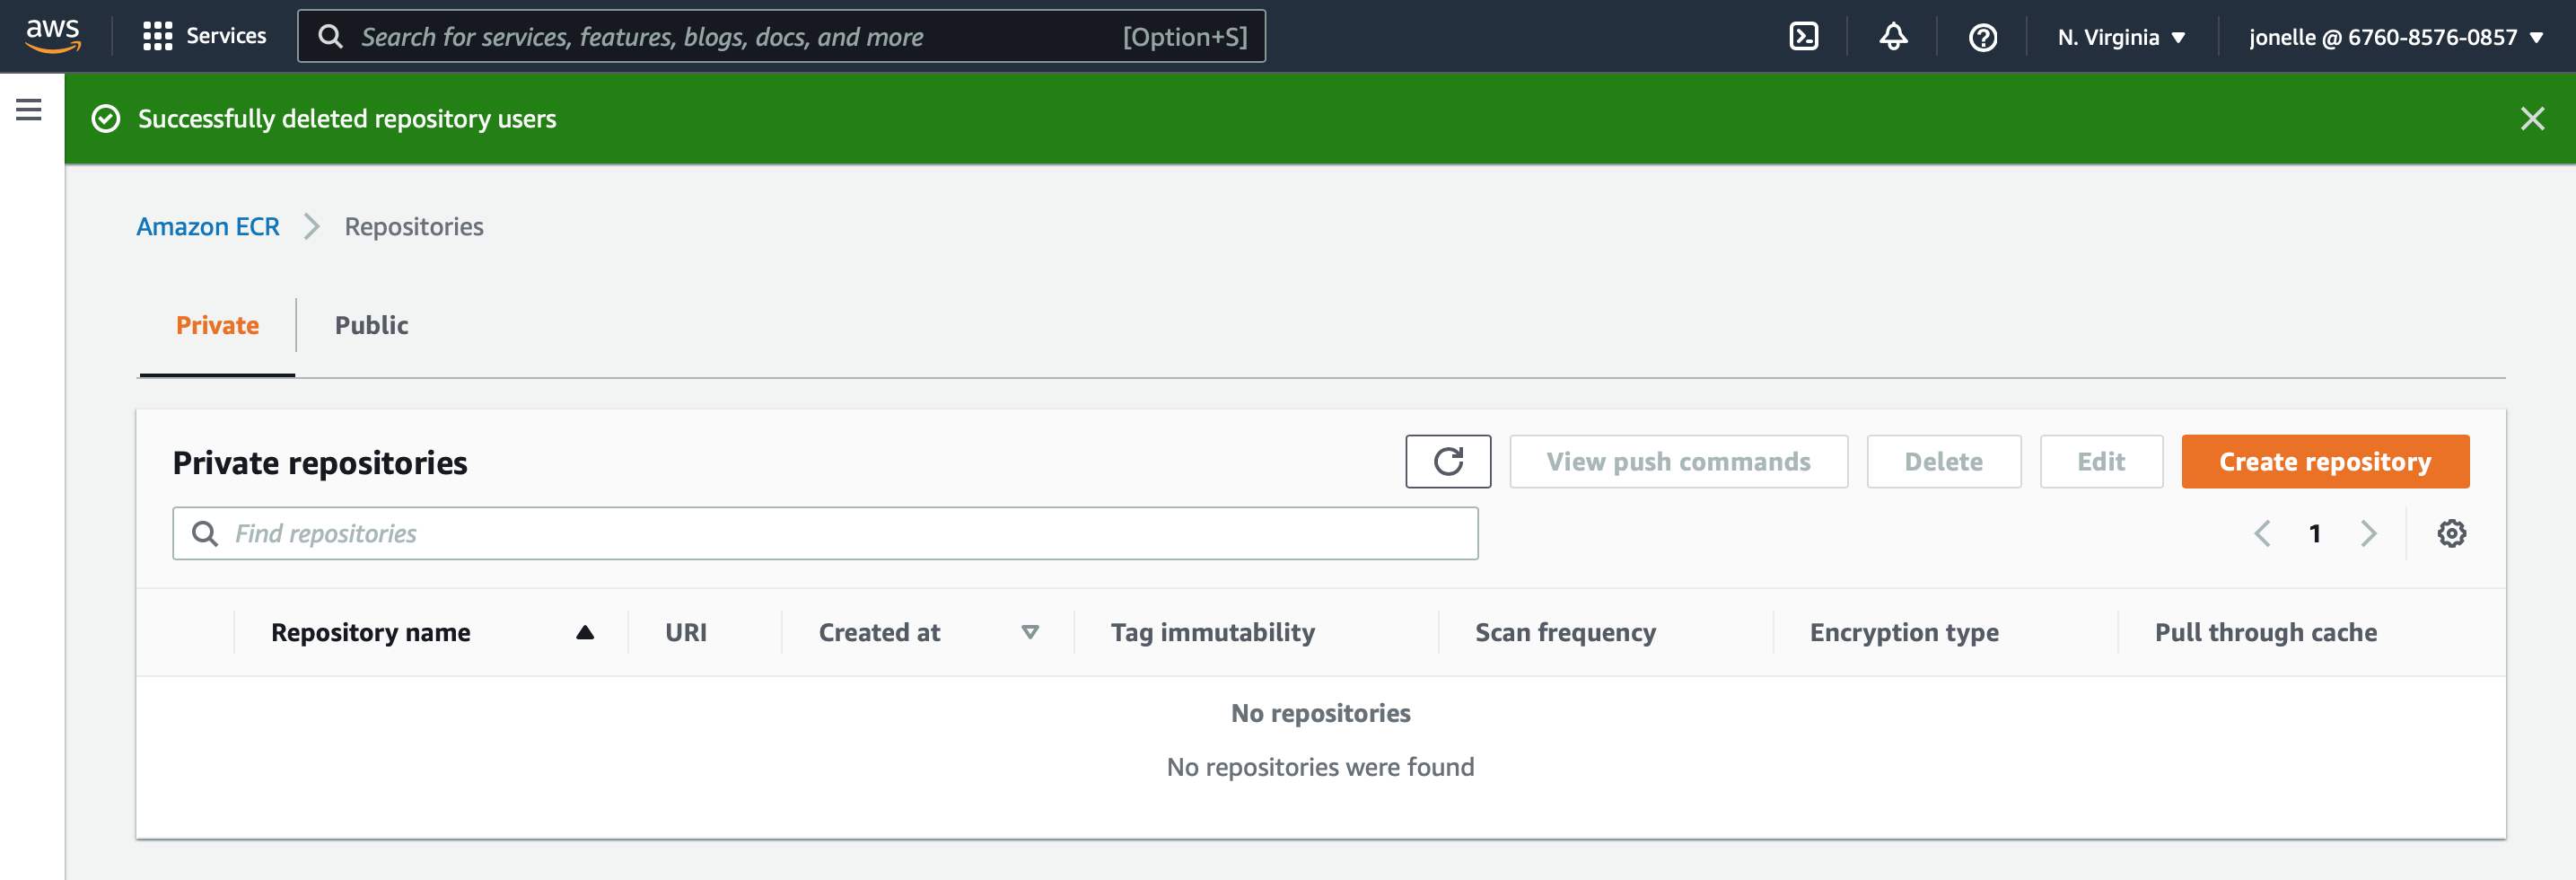 aws Services Search for services, features, blogs, docs, and more [Option+S] N. Virginia jonelle @ 6760-8576-0857
Successfully deleted repository users
Amazon ECR Repositories
Private Public
Private repositories View push commands Delete Edit Create repository
Find repositories 1
Repository name URI Created at Tag immutability Scan frequency Encryption type Pull through cache
No repositories
No repositories were found